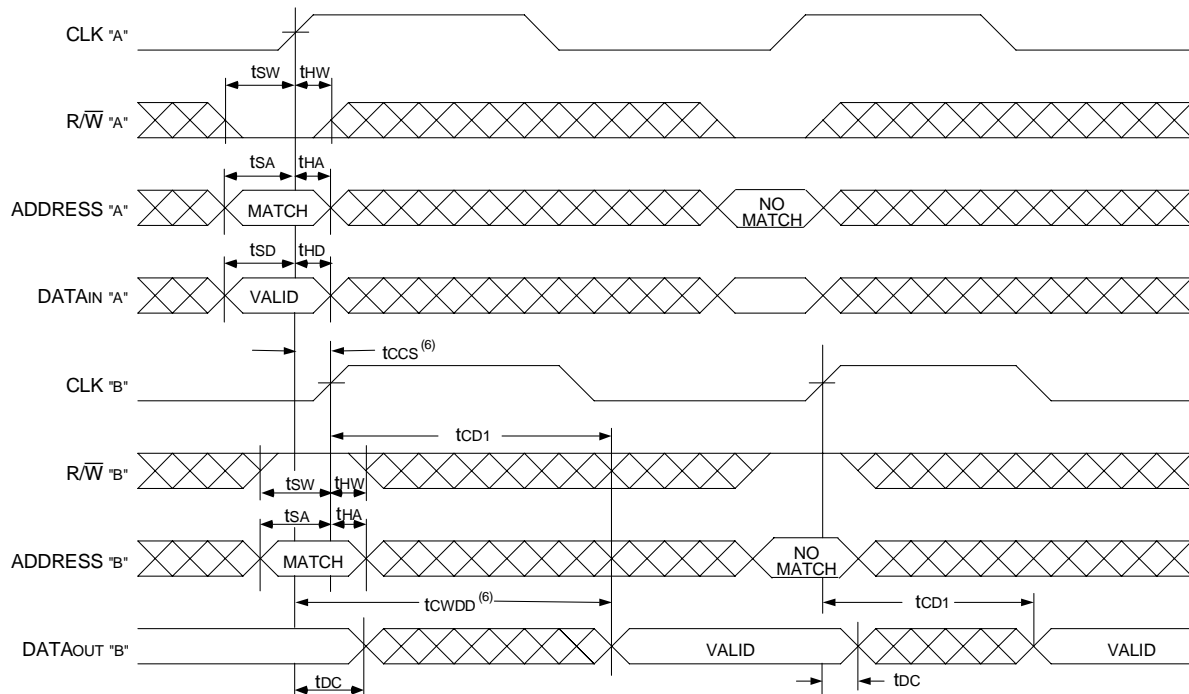 CLK "A"
tSW tHW
R/W̅ "A"
tSA tHA
ADDRESS "A" MATCH NO MATCH
tSD tHD
DATAIN "A" VALID
tCCS (6)
CLK "B"
tCD1
R/W̅ "B"
tSW tHW
tSA tHA
ADDRESS "B" MATCH NO MATCH
tCWDD (6) tCD1
DATAOUT "B" VALID VALID
tDC tDC